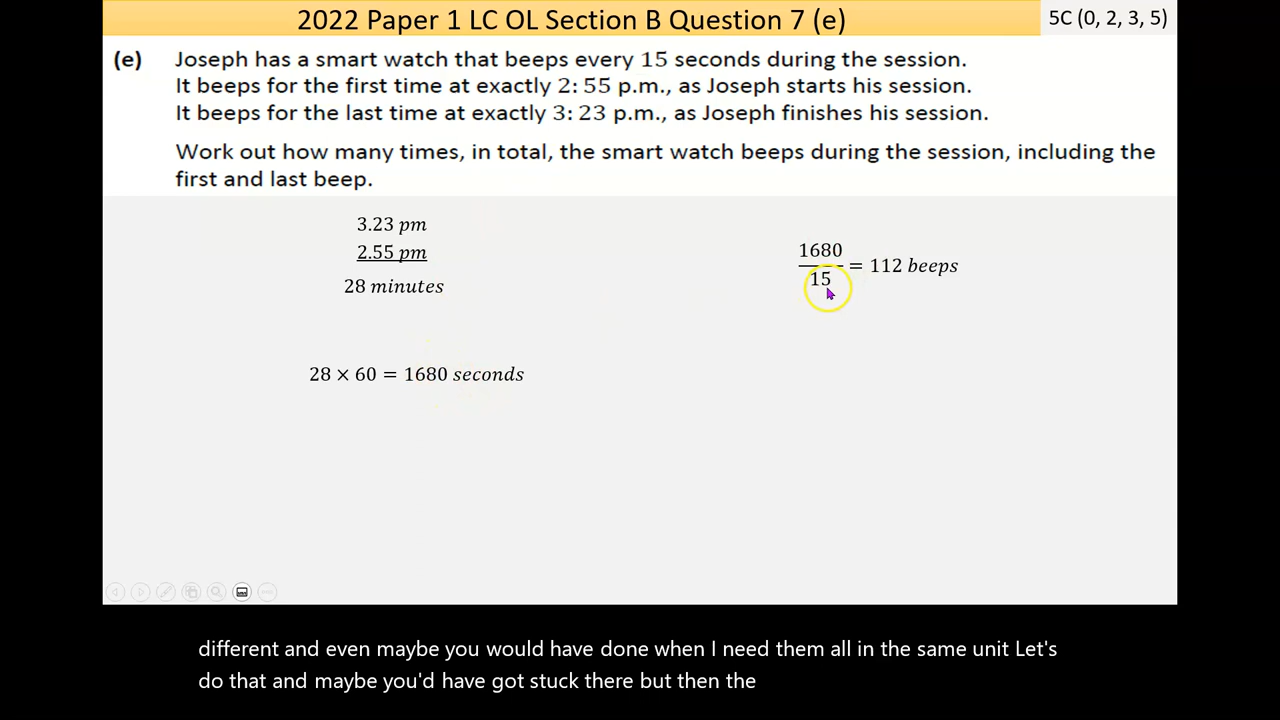 2022 Paper 1 LC OL Section B Question 7 (e)
5C (0, 2, 3, 5)
(e) Joseph has a smart watch that beeps every 15 seconds during the session.
It beeps for the first time at exactly 2: 55 p.m., as Joseph starts his session.
It beeps for the last time at exactly 3: 23 p.m., as Joseph finishes his session.
Work out how many times, in total, the smart watch beeps during the session, including the
first and last beep.
3.23 pm
2.55 pm
28 minutes
28 × 60 = 1680 seconds
1680
15
= 112 beeps
different and even maybe you would have done when I need them all in the same unit Let's
do that and maybe you'd have got stuck there but then the